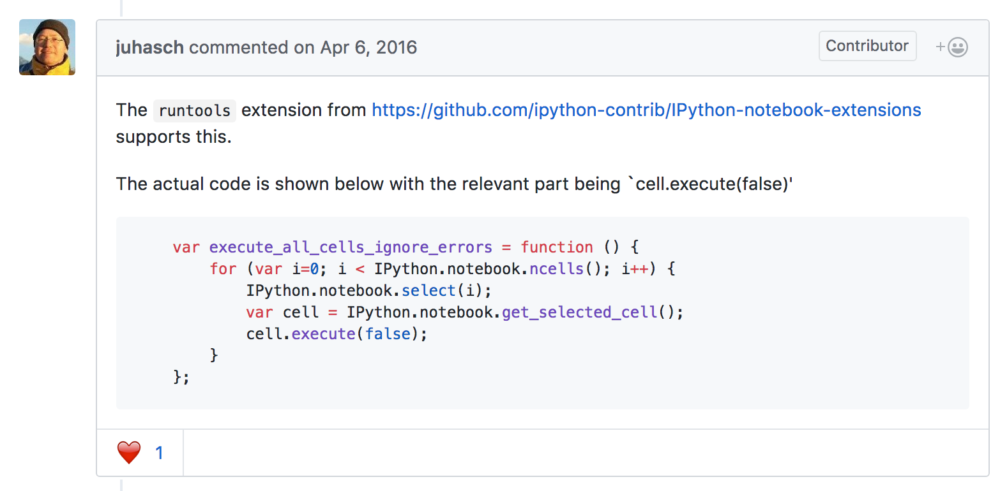 juhasch commented on Apr 6, 2016 Contributor +
The runtools extension from https://github.com/ipython-contrib/IPython-notebook-extensions
supports this.
The actual code is shown below with the relevant part being `cell.execute(false)'
var execute_all_cells_ignore_errors = function () {
for (var i=0; i < IPython.notebook.ncells(); i++) {
IPython.notebook.select(i);
var cell = IPython.notebook.get_selected_cell();
cell.execute(false);
}
};
1